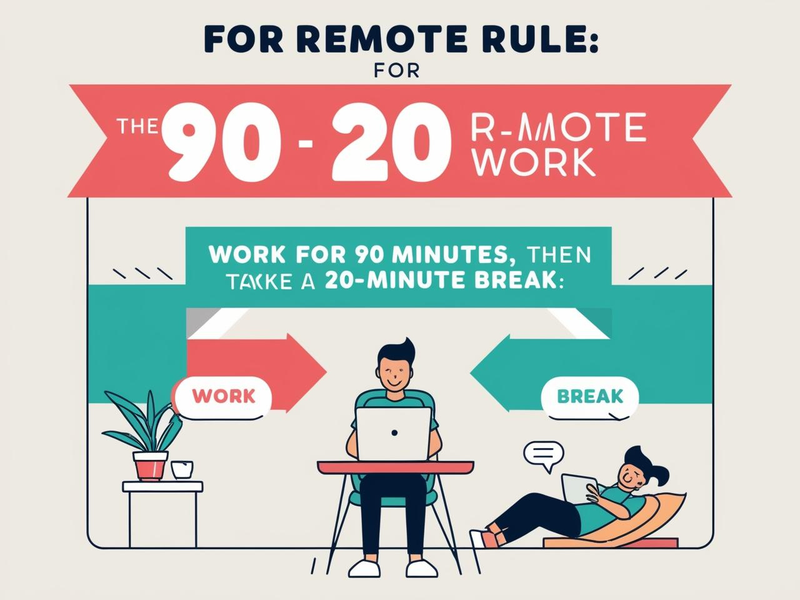 FOR REMOTE RULE:
FOR
THE 90 - 20 R-MOTE
WORK
WORK FOR 90 MINUTES, THEN
TAKKE A 20-MINUTE BREAK:
WORK
BREAK